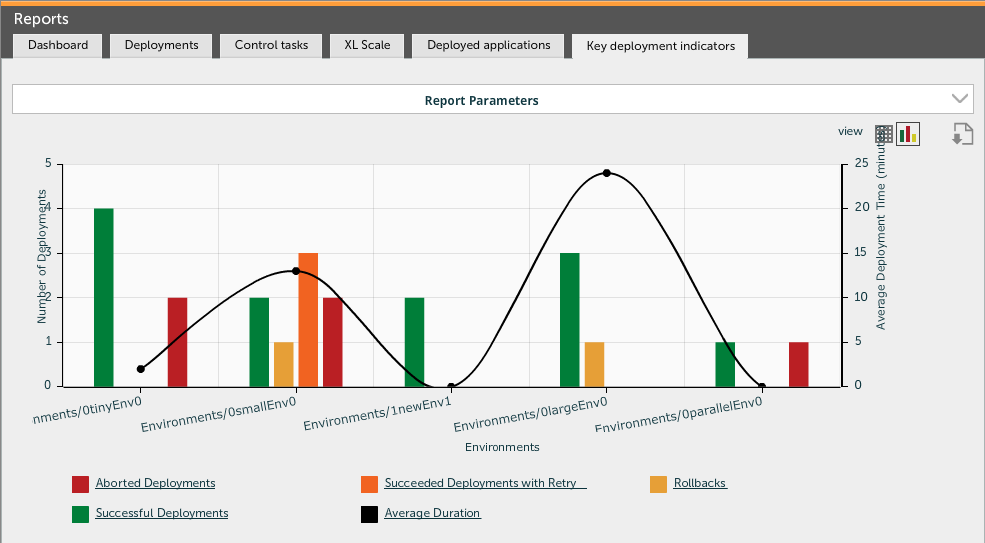 Reports
Dashboard Deployments Control tasks XL Scale Deployed applications Key deployment indicators
Report Parameters
view
Number of Deployments
5
4
3
2
1
0
25
20
15
10
5
0
Average Deployment Time (minut
nments/0tinyEnv0
Environments/0smallEnv0
Environments/1newEnv1
Environments/0largeEnv0
Environments/0parallelEnv0
Environments
Aborted Deployments Succeeded Deployments with Retry Rollbacks
Successful Deployments Average Duration